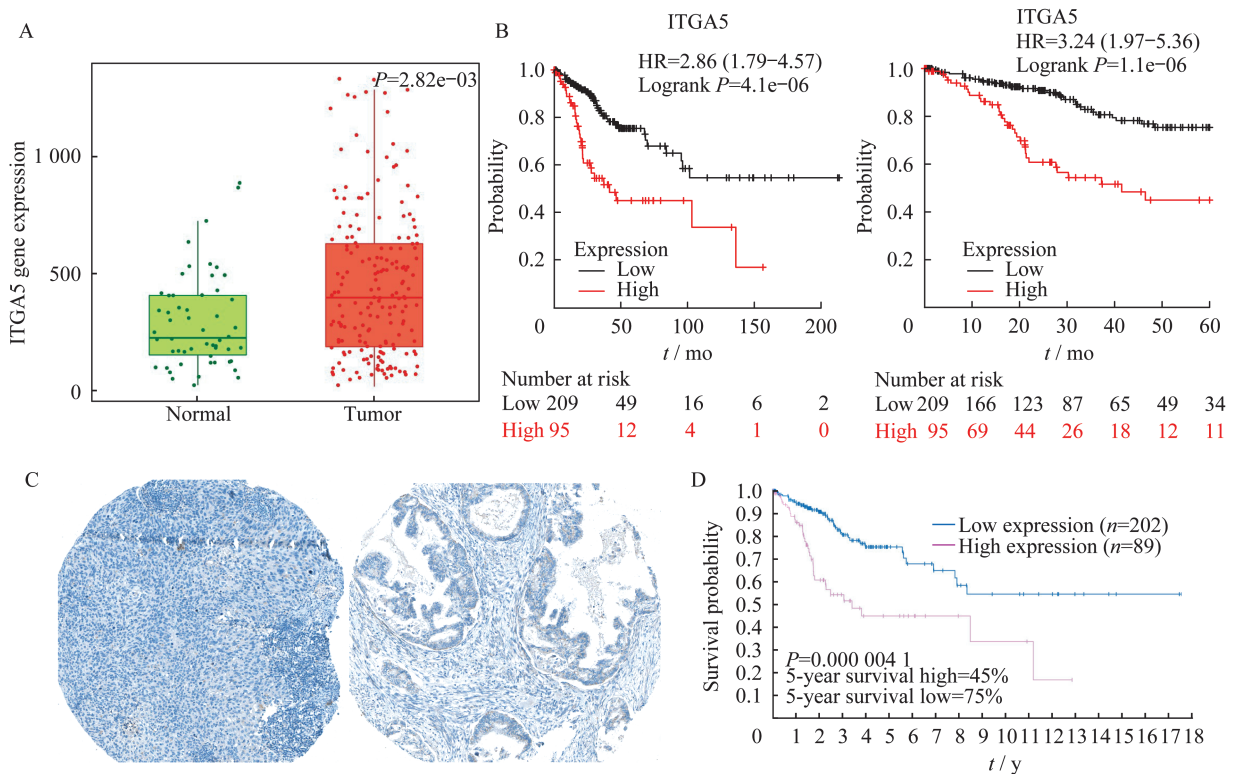 A
P=2.82e−03
ITGA5 gene expression
1 000
500
0
Normal
Tumor
B
ITGA5
HR=2.86 (1.79−4.57)
Logrank P=4.1e−06
Probability
1.0
0.8
0.6
0.4
0.2
0
50
100
150
200
Expression
Low
High
t / mo
Number at risk
Low 209 49 16 6 2
High 95 12 4 1 0
ITGA5
HR=3.24 (1.97−5.36)
Logrank P=1.1e−06
Probability
1.0
0.8
0.6
0.4
0.2
0
10
20
30
40
50
60
Expression
Low
High
t / mo
Number at risk
Low 209 166 123 87 65 49 34
High 95 69 44 26 18 12 11
C
D
Survival probability
1.0
0.9
0.8
0.7
0.6
0.5
0.4
0.3
0.2
0.1
Low expression (n=202)
High expression (n=89)
P=0.000 004 1
5-year survival high=45%
5-year survival low=75%
0 1 2 3 4 5 6 7 8 9 10 11 12 13 14 15 16 17 18
t / y